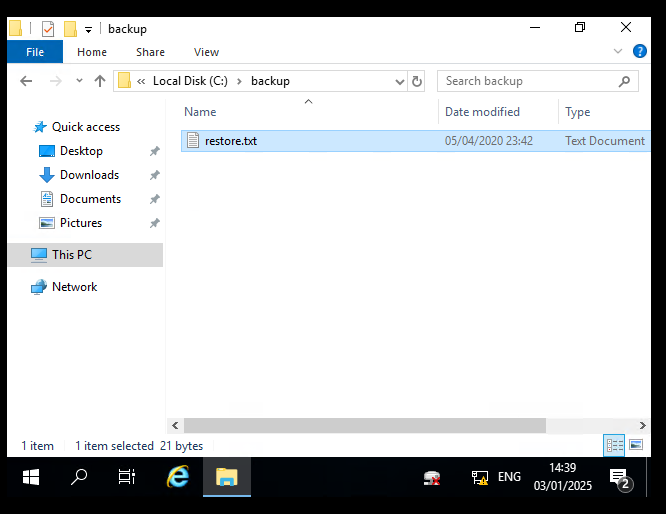 backup
File Home Share View
« Local Disk (C:) > backup Search backup
Name Date modified Type
Quick access
restore.txt 05/04/2020 23:42 Text Document
Desktop
Downloads
Documents
Pictures
This PC
Network
1 item 1 item selected 21 bytes
ENG 14:39
03/01/2025 2